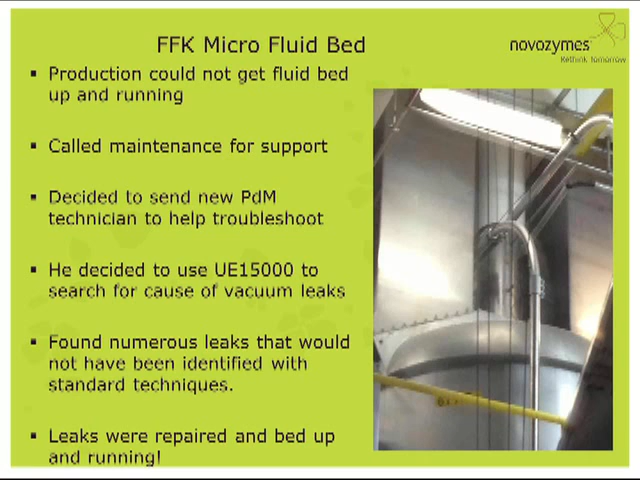 FFK Micro Fluid Bed
novozymes
Rethink Tomorrow
▪ Production could not get fluid bed
up and running
▪ Called maintenance for support
▪ Decided to send new PdM
technician to help troubleshoot
▪ He decided to use UE15000 to
search for cause of vacuum leaks
▪ Found numerous leaks that would
not have been identified with
standard techniques.
▪ Leaks were repaired and bed up
and running!